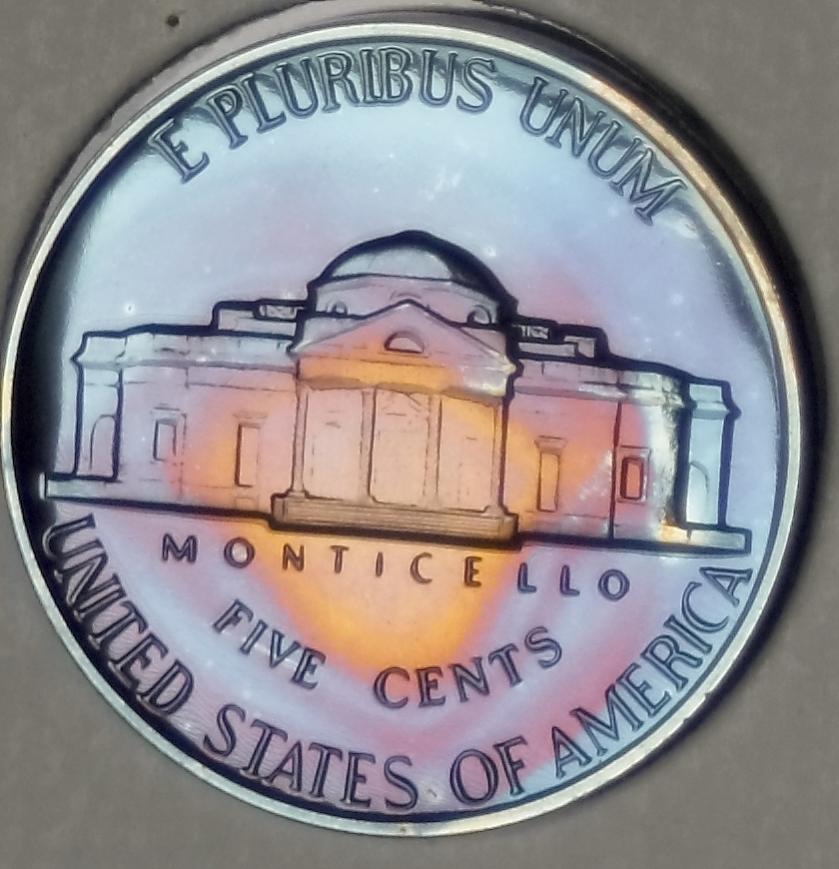 E PLURIBUS UNUM
MONTICELLO
FIVE CENTS
UNITED STATES OF AMERICA